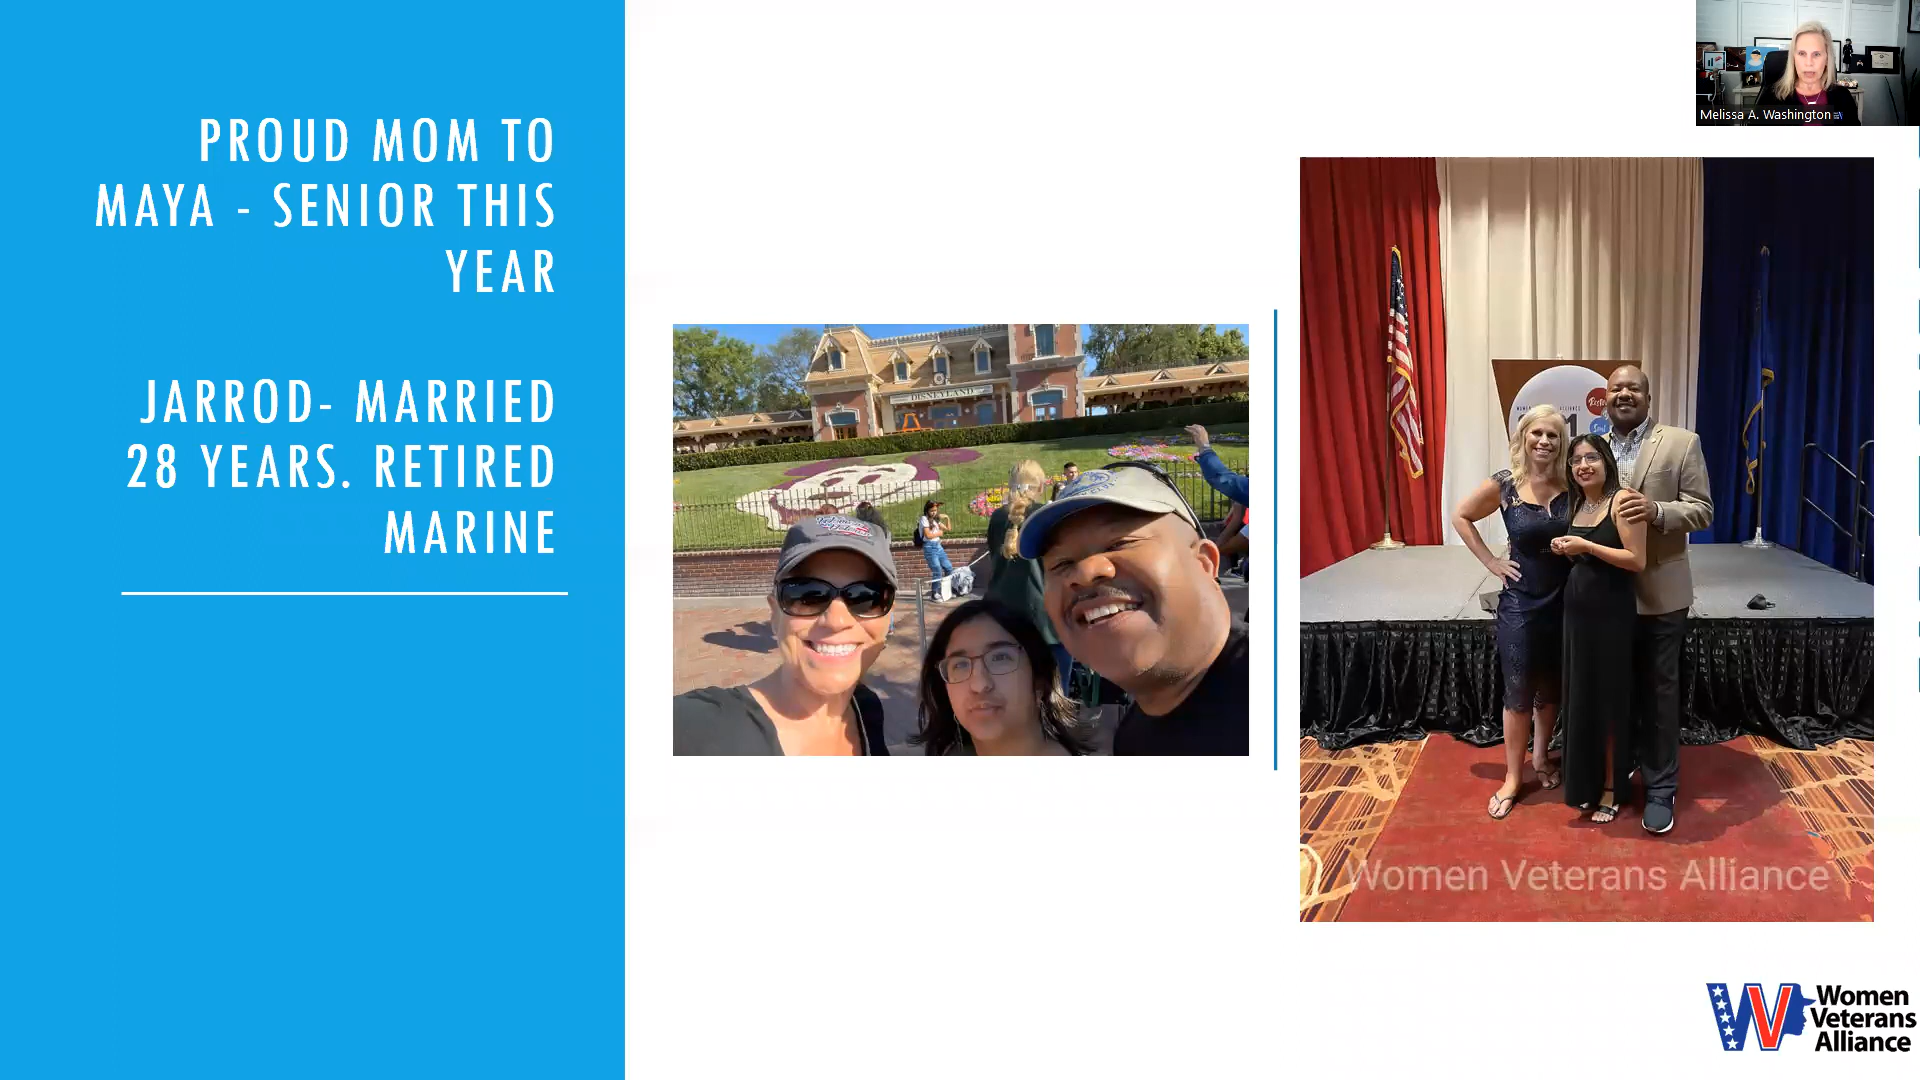 PROUD MOM TO
MAYA - SENIOR THIS
YEAR
JARROD- MARRIED
28 YEARS. RETIRED
MARINE
Melissa A. Washington
DISNEYLAND
Women Veterans Alliance
Women
Veterans
Alliance